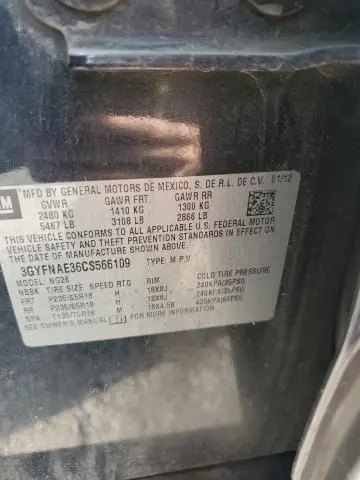 GM
MFD BY GENERAL MOTORS DE MEXICO, S. DE R.L. DE C.V. 01/12
GVWR GAWR FRT GAWR RR
2480 KG 1410 KG 1300 KG
5467 LB 3108 LB 2866 LB
THIS VEHICLE CONFORMS TO ALL APPLICABLE U.S. FEDERAL MOTOR
VEHICLE SAFETY AND THEFT PREVENTION STANDARDS IN EFFECT ON
THE DATE OF MANUFACTURE SHOWN ABOVE.
3GYFNAE36CS566109 TYPE: M.P.V.
MODEL: NG26
NEBK TIRE SIZE SPEED RTG RIM COLD TIRE PRESSURE
FRT P235/65R18 H 18X8J 240KPA(35PSI)
RR P235/65R18 H 18X8J 240KPA(35PSI)
SPA T135/70R18 M 18X4.5B 420KPA(60PSI)
SEE OWNER'S MANUAL FOR ADDITIONAL INFORMATION.